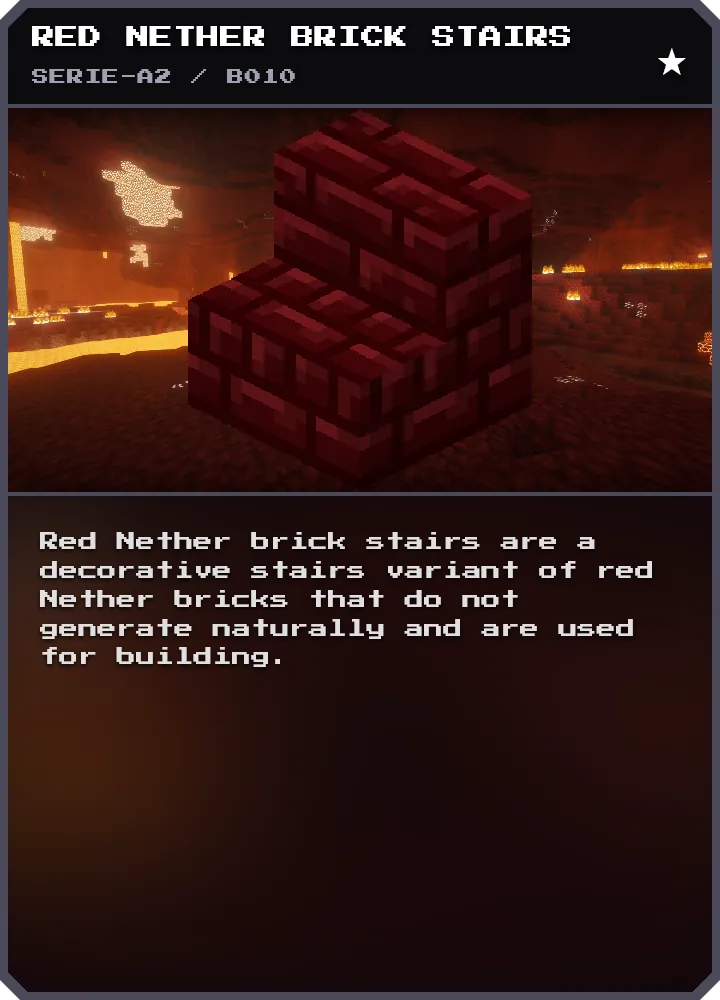 RED NETHER BRICK STAIRS
SERIE-A2 / B010
Red Nether brick stairs are a
decorative stairs variant of red
Nether bricks that do not
generate naturally and are used
for building.